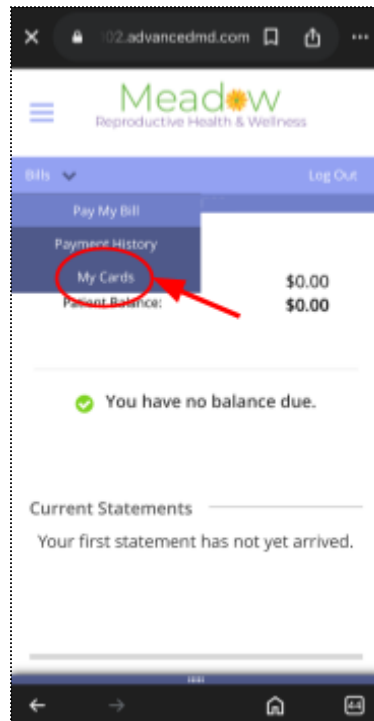 02.advancedmd.com
Meadow
Reproductive Health & Wellness
Bills
Log Out
Pay My Bill
Payment History
My Cards
$0.00
Patient Balance: $0.00
You have no balance due.
Current Statements
Your first statement has not yet arrived.
44